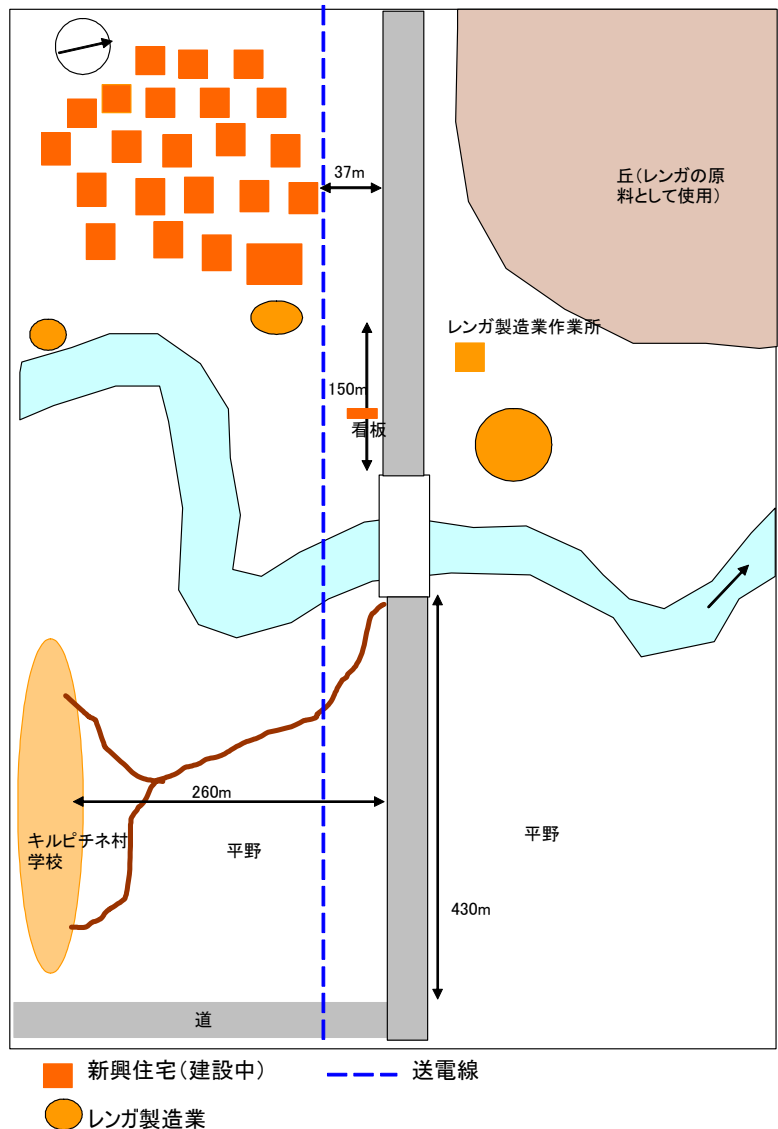 37m
丘(レンガの原
料として使用)
レンガ製造業作業所
150m
看板
260m
キルピチネ村
学校
平野
平野
430m
道
新興住宅(建設中)
送電線
レンガ製造業